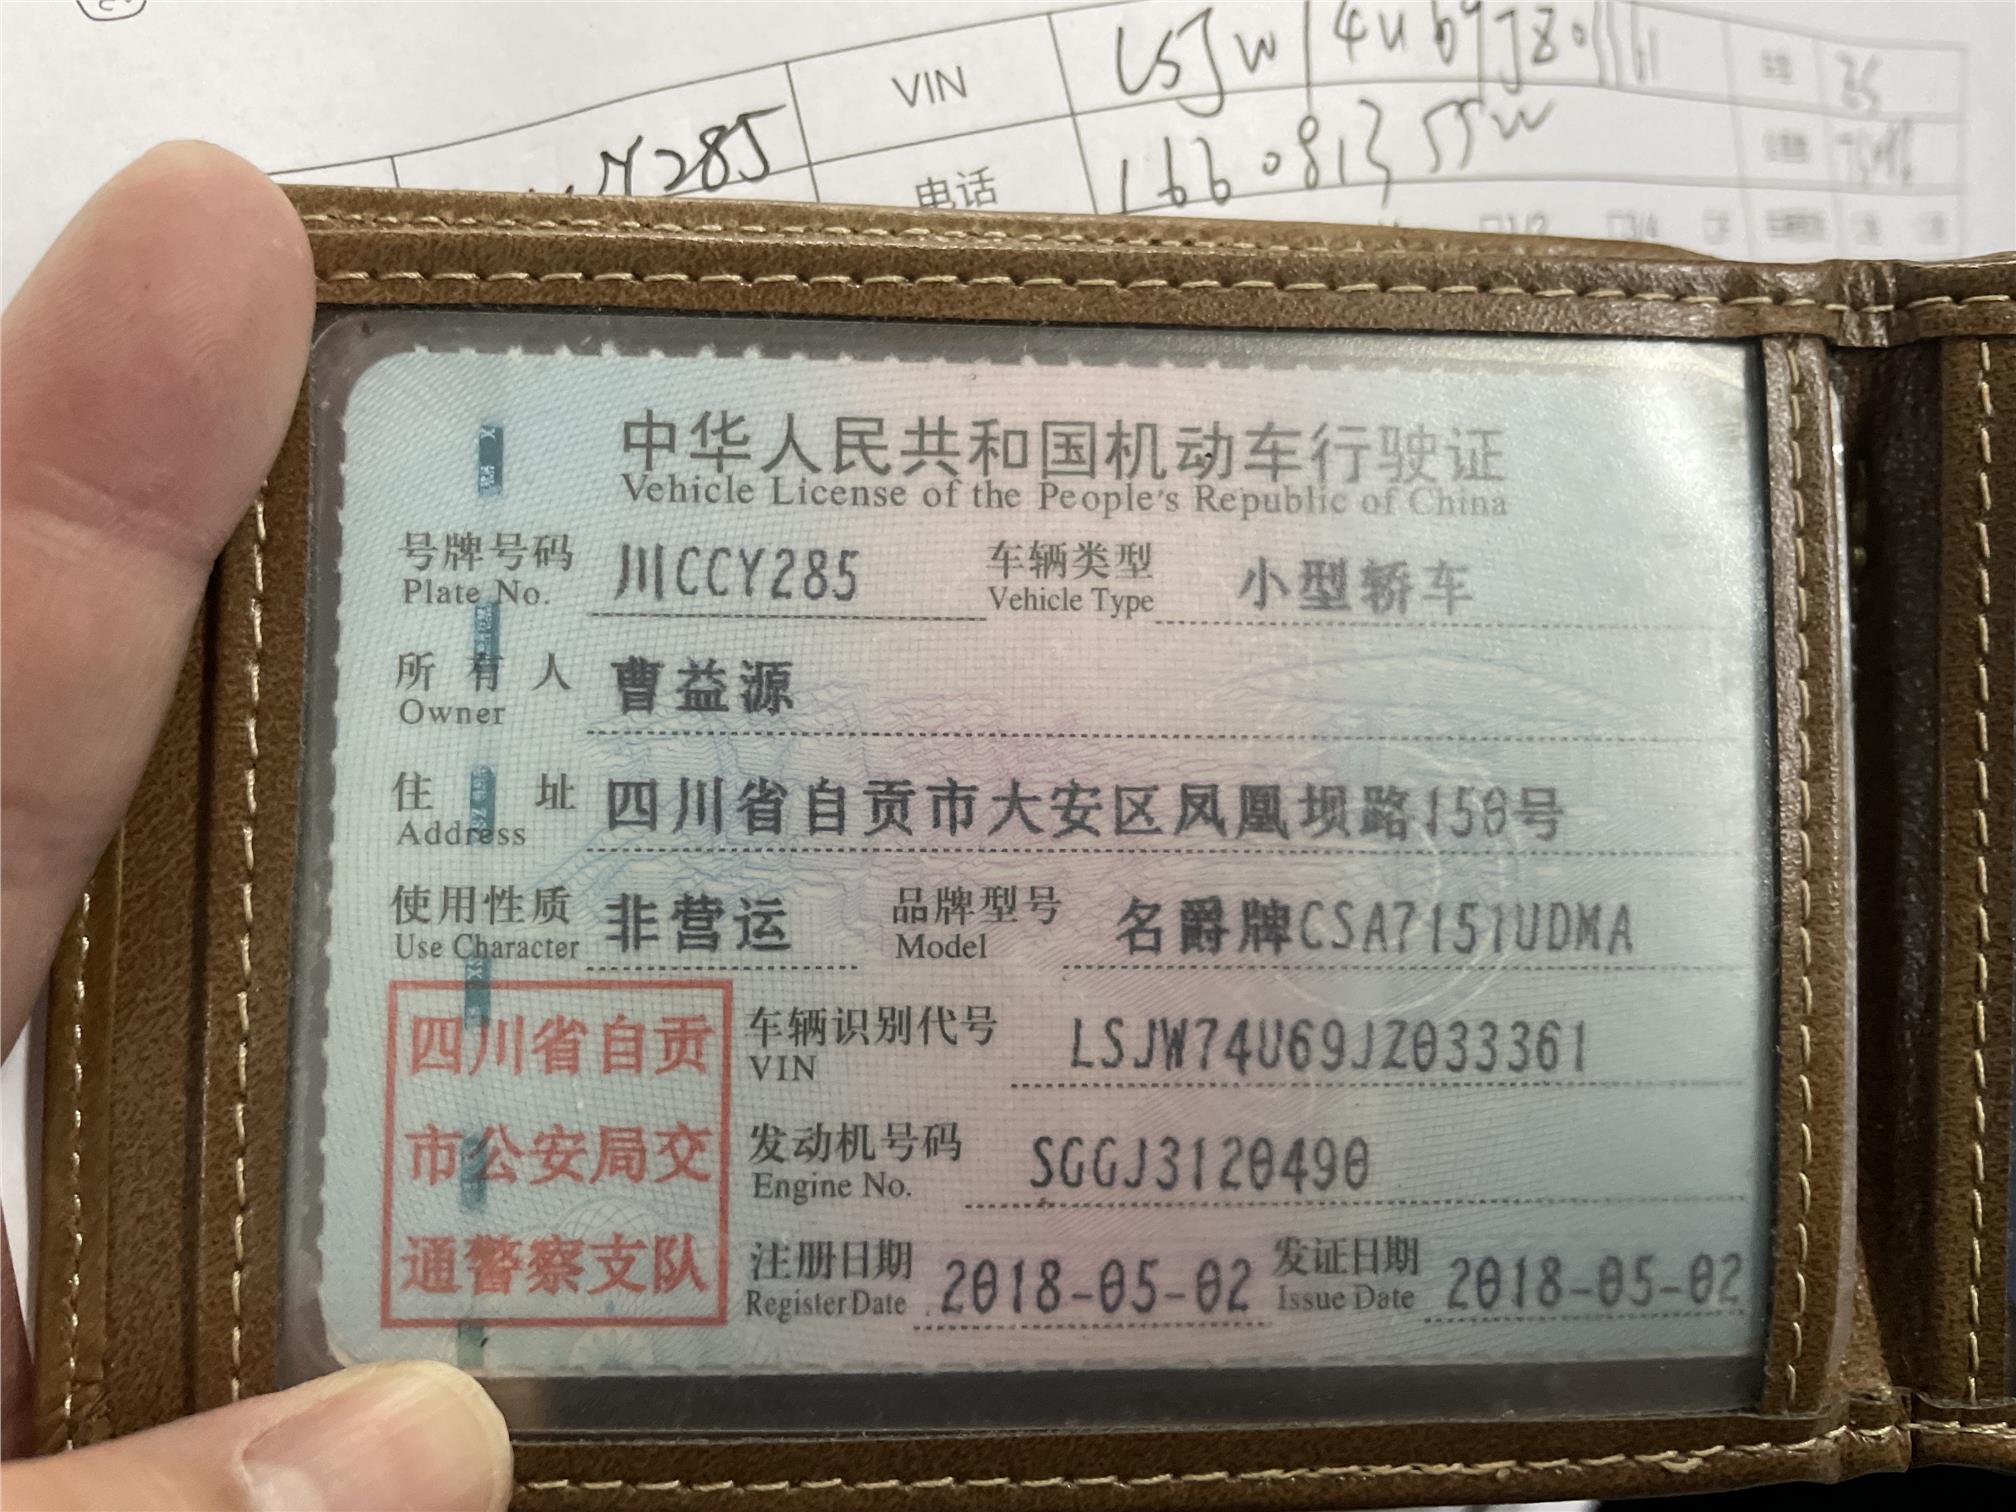 VIN
Y285
电话
中华人民共和国机动车行驶证
Vehicle License of the People's Republic of China
号牌号码 川CCY285 车辆类型 小型轿车
Plate No. Vehicle Type
所有人 曹益源
Owner
住址 四川省自贡市大安区凤凰坝路150号
Address
使用性质 非营运 品牌型号 名爵牌CSA7151UDMA
Use Character Model
四川省自贡
市公安局交
通警察支队
车辆识别代号 LSJW74U69JZ033361
VIN
发动机号码 SGGJ3120490
Engine No.
注册日期 2018-05-02 发证日期 2018-05-02
Register Date Issue Date